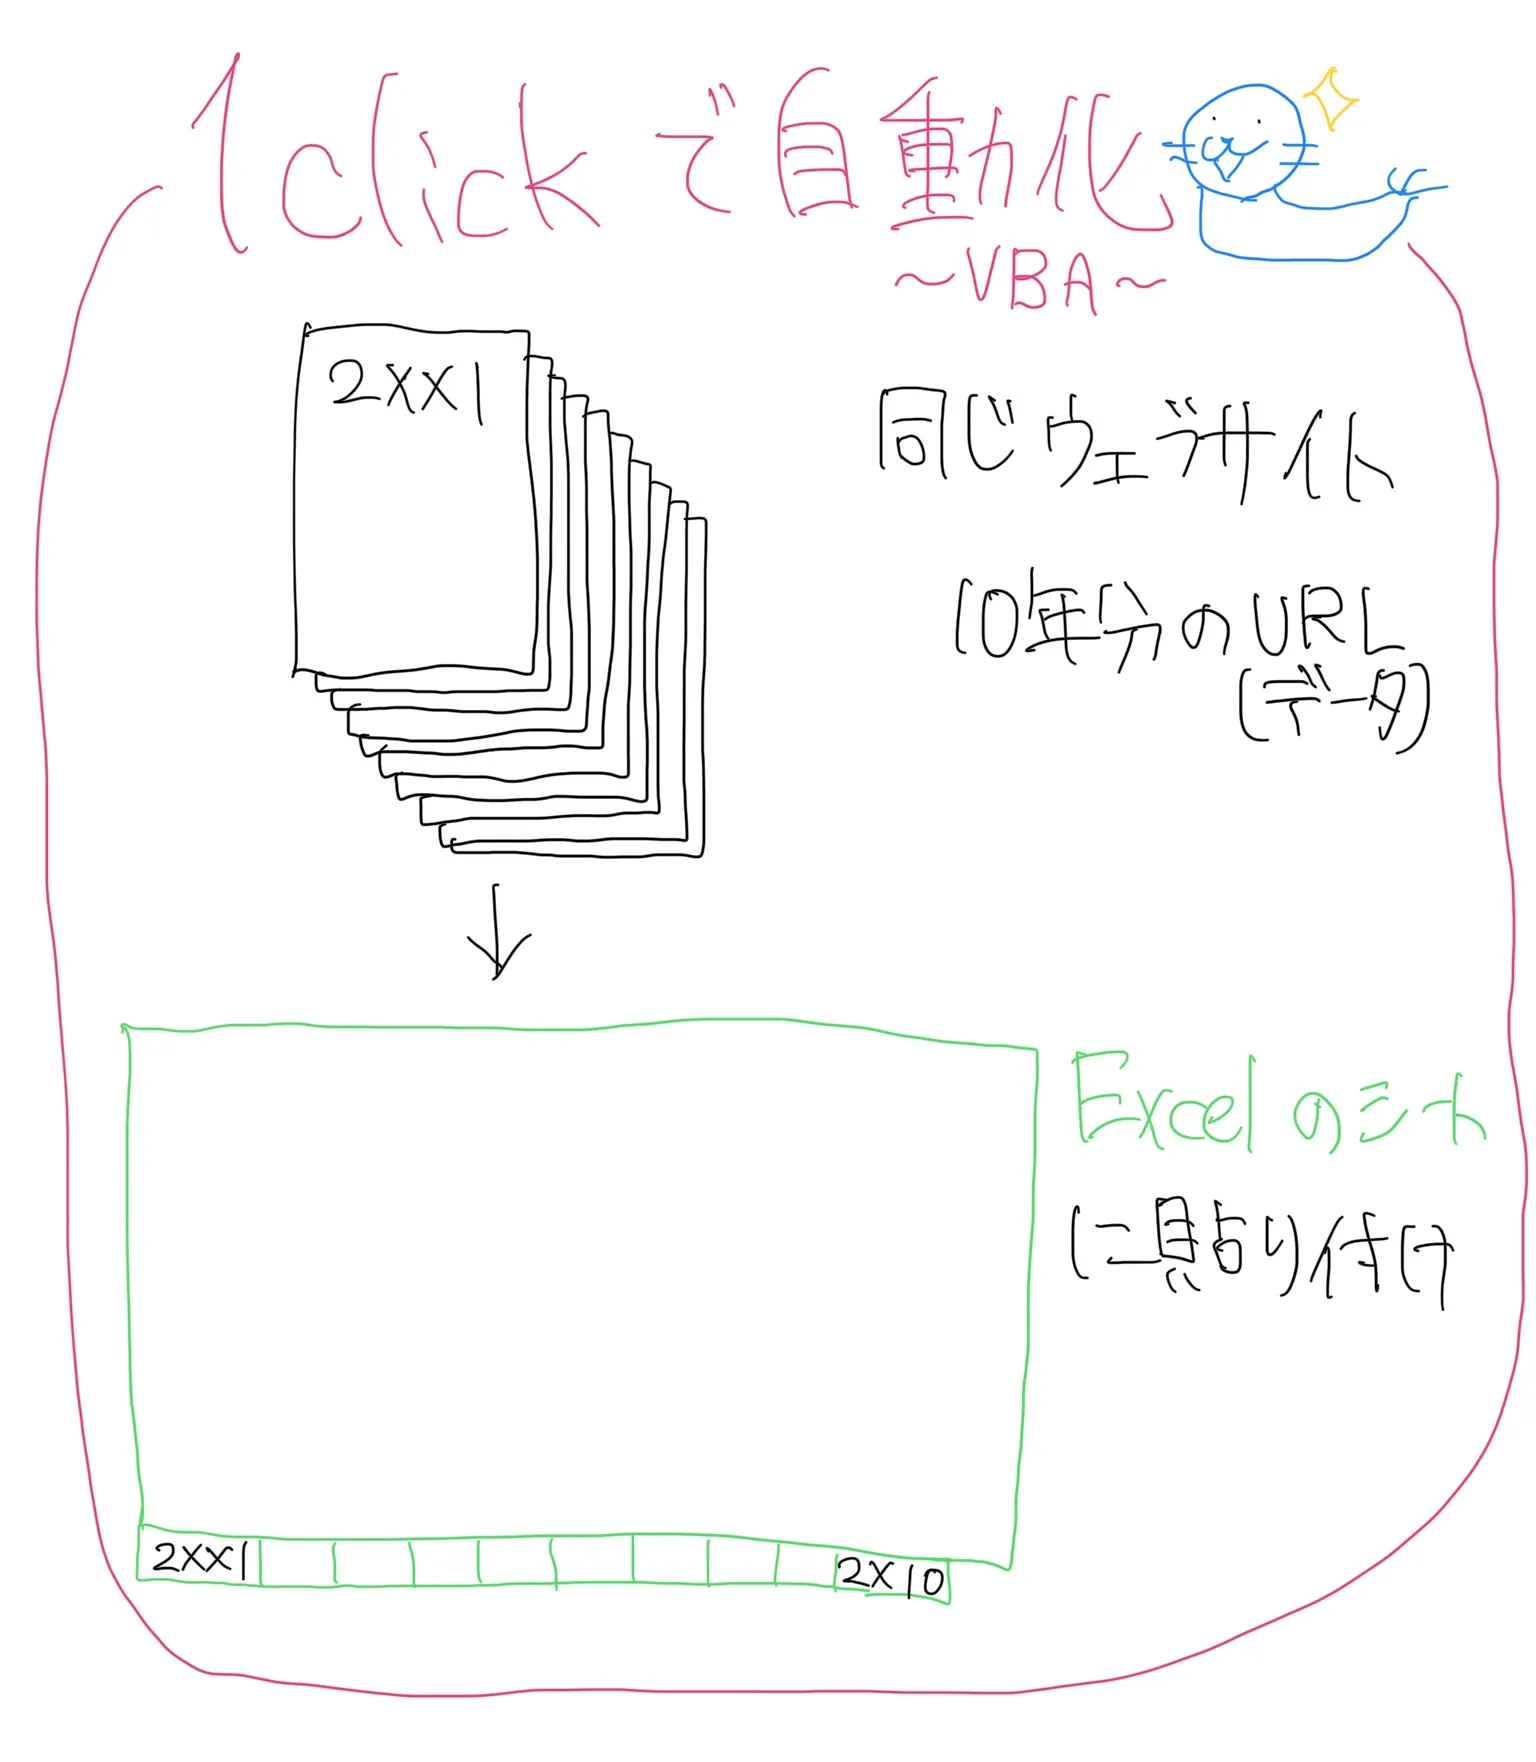 1clickで自動化
～VBA～
2XX1
同じウェブサイト
10年分のURL
(データ)
Excelのシート
に貼り付け
2XX1
2X10